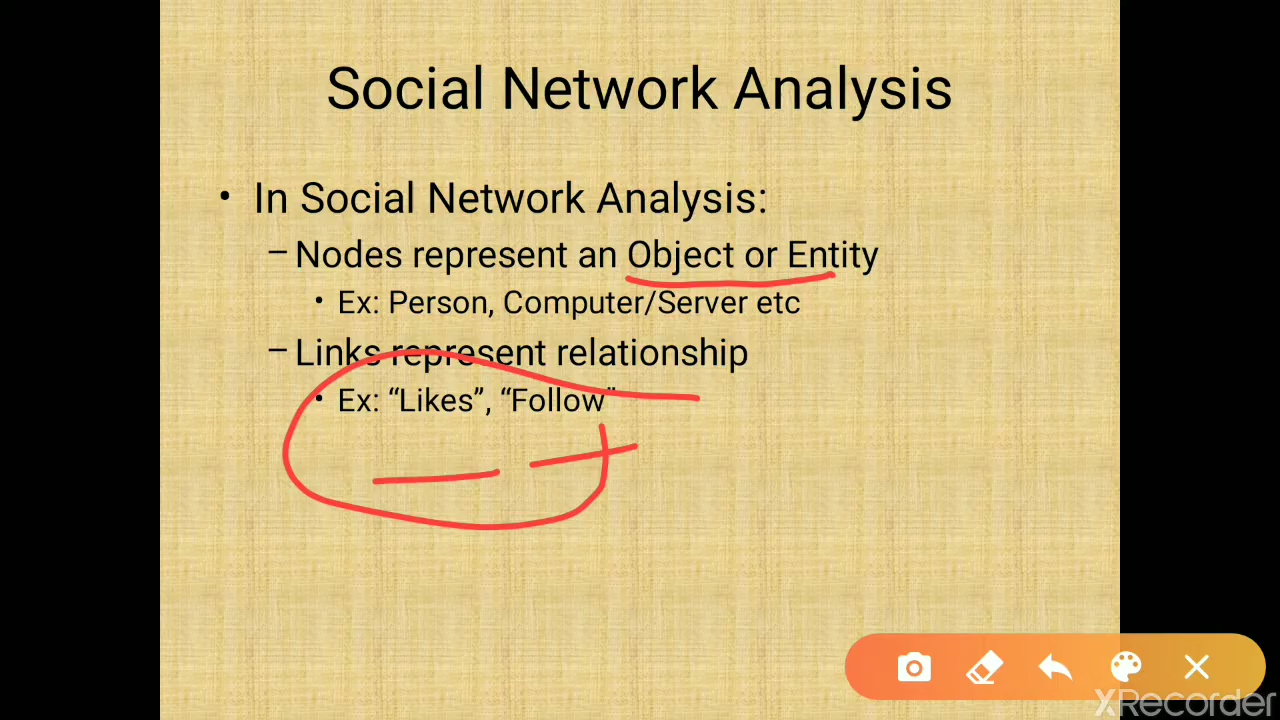 Social Network Analysis
• In Social Network Analysis:
– Nodes represent an Object or Entity
• Ex: Person, Computer/Server etc
– Links represent relationship
• Ex: “Likes”, “Follow”
XRecorder